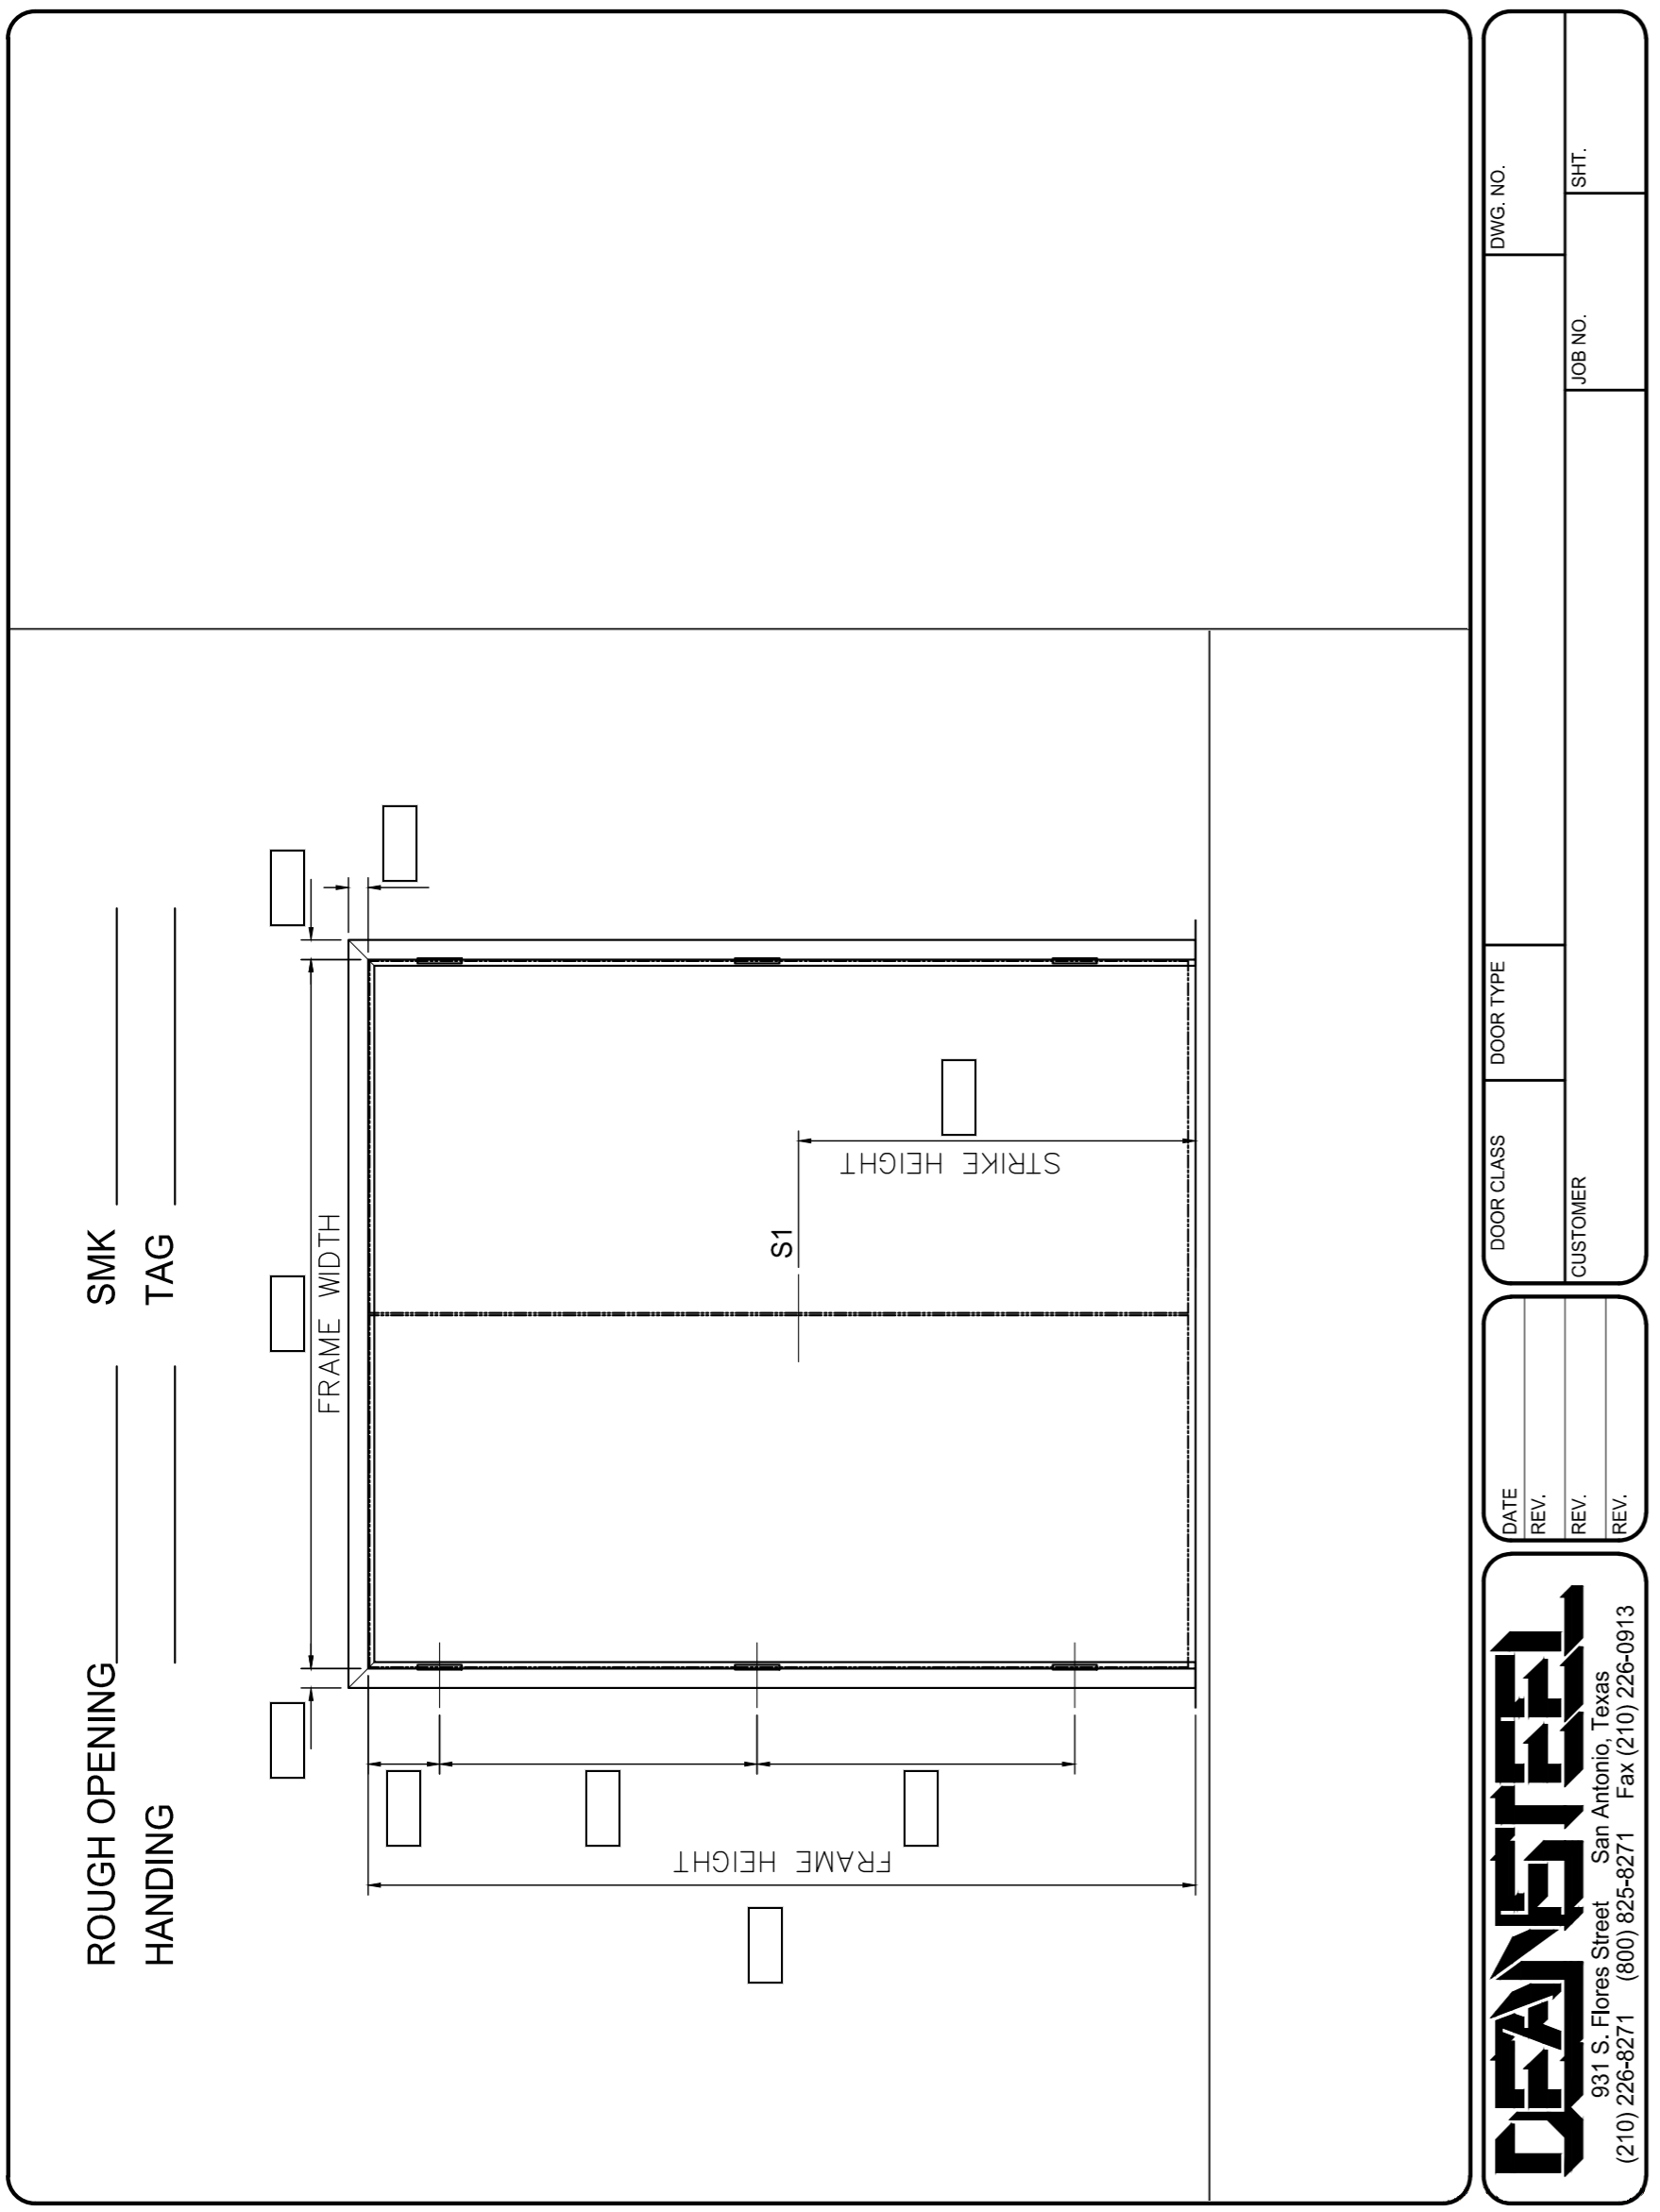 ROUGH OPENING SMK
HANDING TAG
FRAME WIDTH
S1
STRIKE HEIGHT
FRAME HEIGHT
DEANSTEEL
931 S. Flores Street San Antonio, Texas
(210) 226-8271 (800) 825-8271 Fax (210) 226-0913
DATE
REV.
REV.
REV.
DOOR CLASS DOOR TYPE DWG. NO.
CUSTOMER JOB NO. SHT.